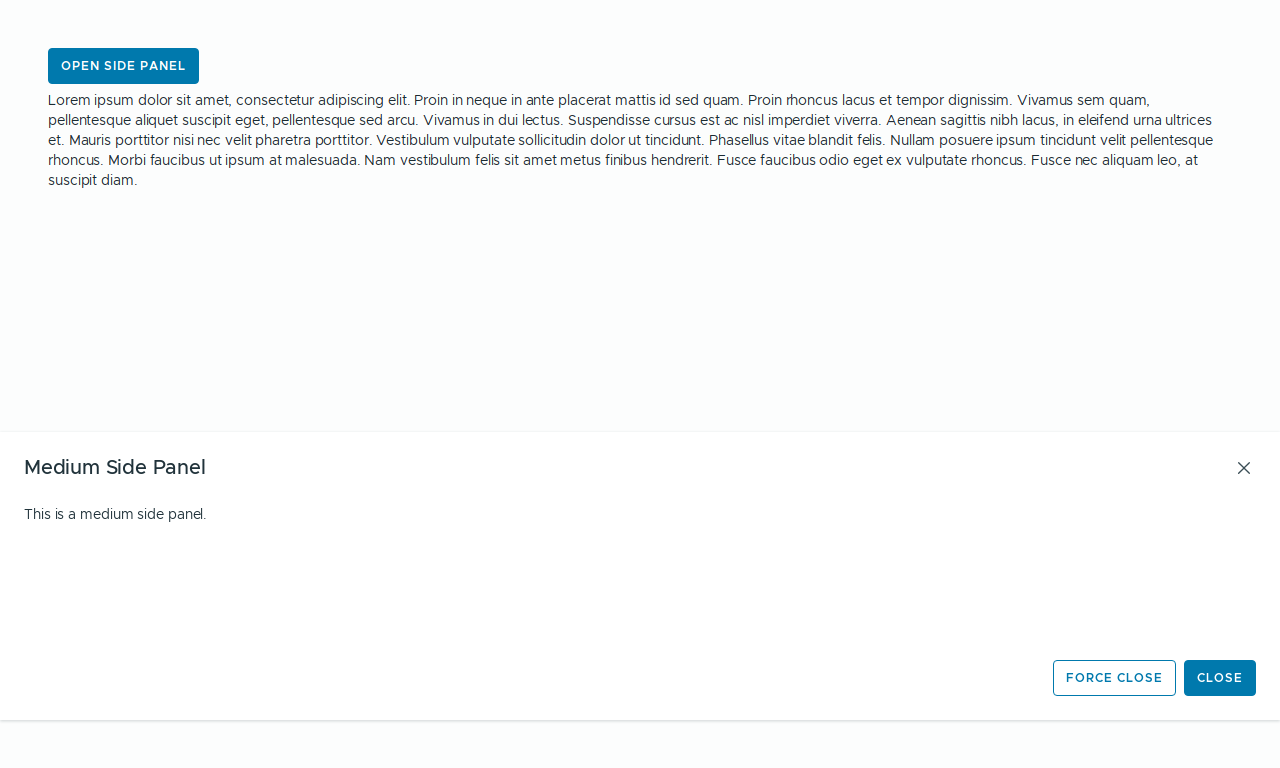 OPEN SIDE PANEL
Lorem ipsum dolor sit amet, consectetur adipiscing elit. Proin in neque in ante placerat mattis id sed quam. Proin rhoncus lacus et tempor dignissim. Vivamus sem quam,
pellentesque aliquet suscipit eget, pellentesque sed arcu. Vivamus in dui lectus. Suspendisse cursus est ac nisl imperdiet viverra. Aenean sagittis nibh lacus, in eleifend urna ultrices
et. Mauris porttitor nisi nec velit pharetra porttitor. Vestibulum vulputate sollicitudin dolor ut tincidunt. Phasellus vitae blandit felis. Nullam posuere ipsum tincidunt velit pellentesque
rhoncus. Morbi faucibus ut ipsum at malesuada. Nam vestibulum felis sit amet metus finibus hendrerit. Fusce faucibus odio eget ex vulputate rhoncus. Fusce nec aliquam leo, at
suscipit diam.
Medium Side Panel
This is a medium side panel.
FORCE CLOSE
CLOSE